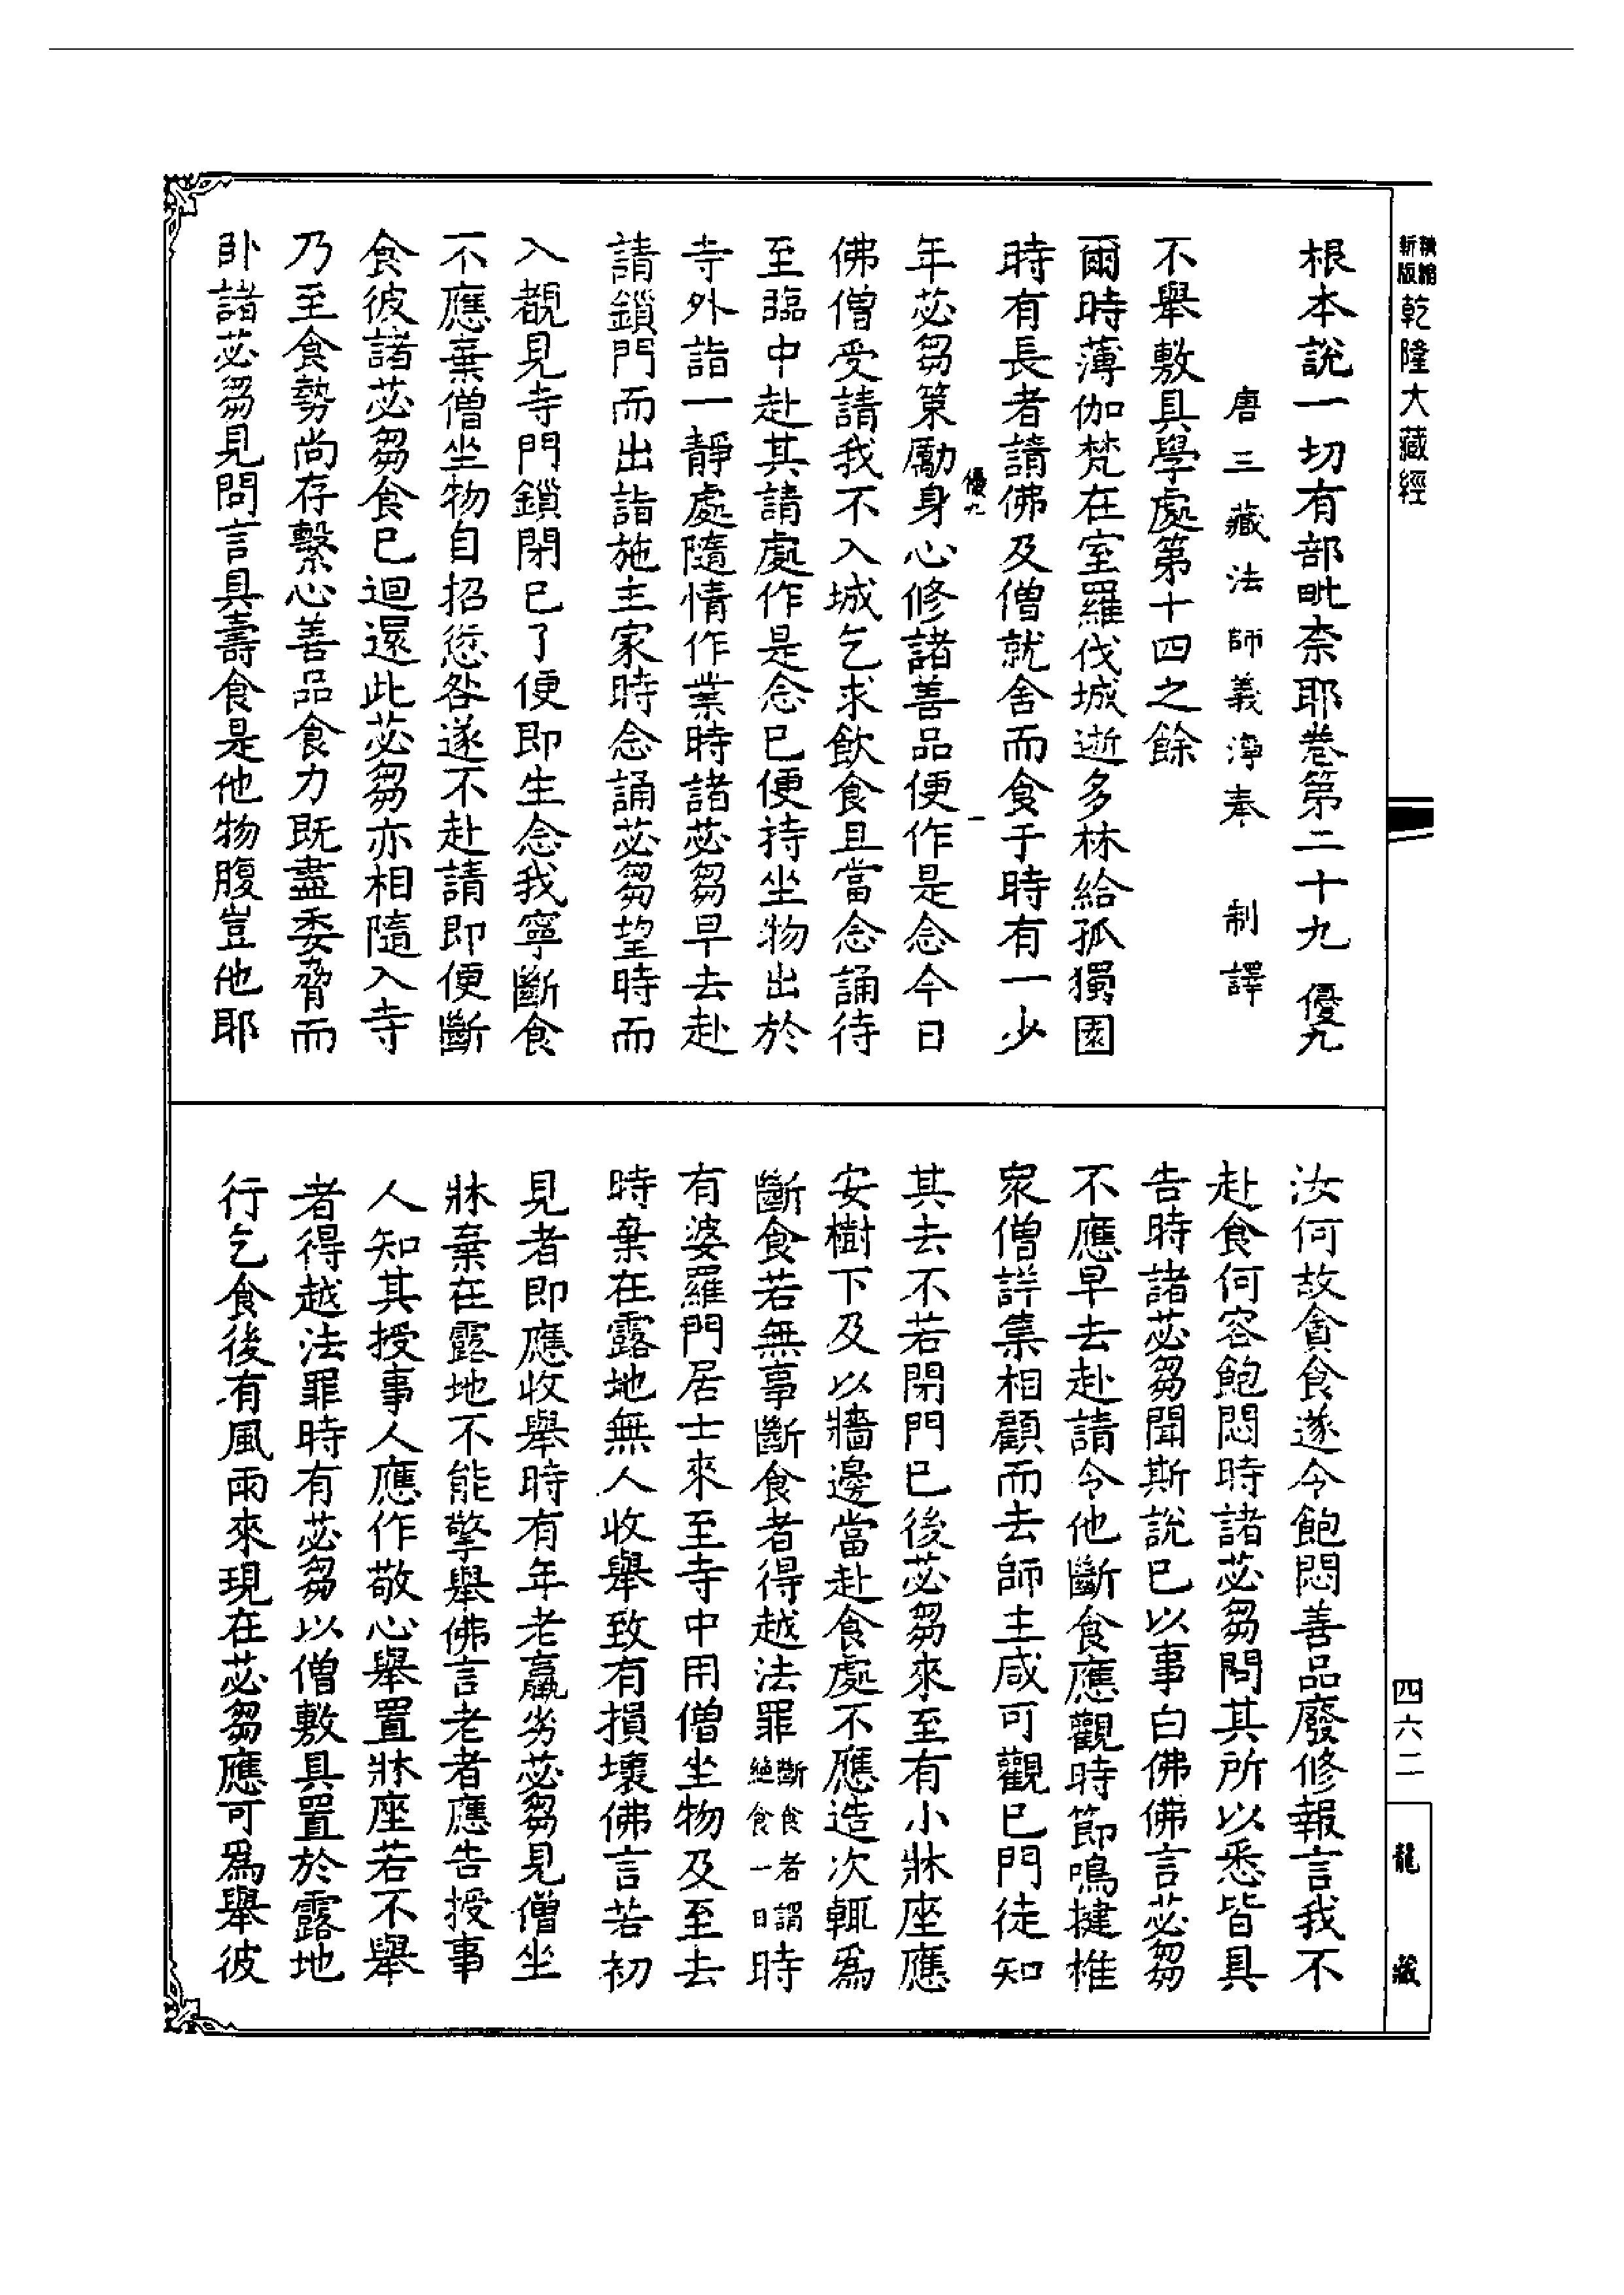 新版
乾隆大藏經
根本說一切有部毗柰耶卷第二十九 優九
唐三藏法師義淨奉 制譯
不舉敷具學處第十四之餘
爾時薄伽梵在室羅伐城逝多林給孤獨園
時有長者請佛及僧就舍而食于時有一少
優九 一
年苾芻策勵身心修諸善品便作是念今日
佛僧受請我不入城乞求飲食且當念誦待
至臨中赴其請處作是念已便持坐物出於
寺外詣一靜處隨情作業時諸苾芻早去赴
請鎖門而出詣施主家時念誦苾芻望時而
入覩見寺門鎖閉已了便即生念我寧斷食
不應棄僧坐物自招愆咎遂不赴請即便斷
食彼諸苾芻食已迴還此苾芻亦相隨入寺
乃至食勢尚存繫心善品食力既盡委脅而
臥諸苾芻見問言具壽食是他物腹豈他耶
汝何故貪食遂令飽悶善品廢修報言我不
赴食何容飽悶時諸苾芻問其所以悉皆具
告時諸苾芻聞斯說已以事白佛佛言苾芻
不應早去赴請令他斷食應觀時節鳴揵椎
眾僧詳集相顧而去師主咸可觀已門徒知
其去不若閉門已後苾芻來至有小牀座應
安樹下及以牆邊當赴食處不應造次輒為
斷食若無事斷食者得越法罪斷食者謂絕食一日時
有婆羅門居士來至寺中用僧坐物及至去
時棄在露地無人收舉致有損壞佛言若初
見者即應收舉時有年老羸劣苾芻見僧坐
牀棄在露地不能擎舉佛言老者應告授事
人知其授事人應作敬心舉置牀座若不舉
者得越法罪時有苾芻以僧敷具置於露地
行乞食後有風雨來現在苾芻應可爲舉彼
四六二
龍藏